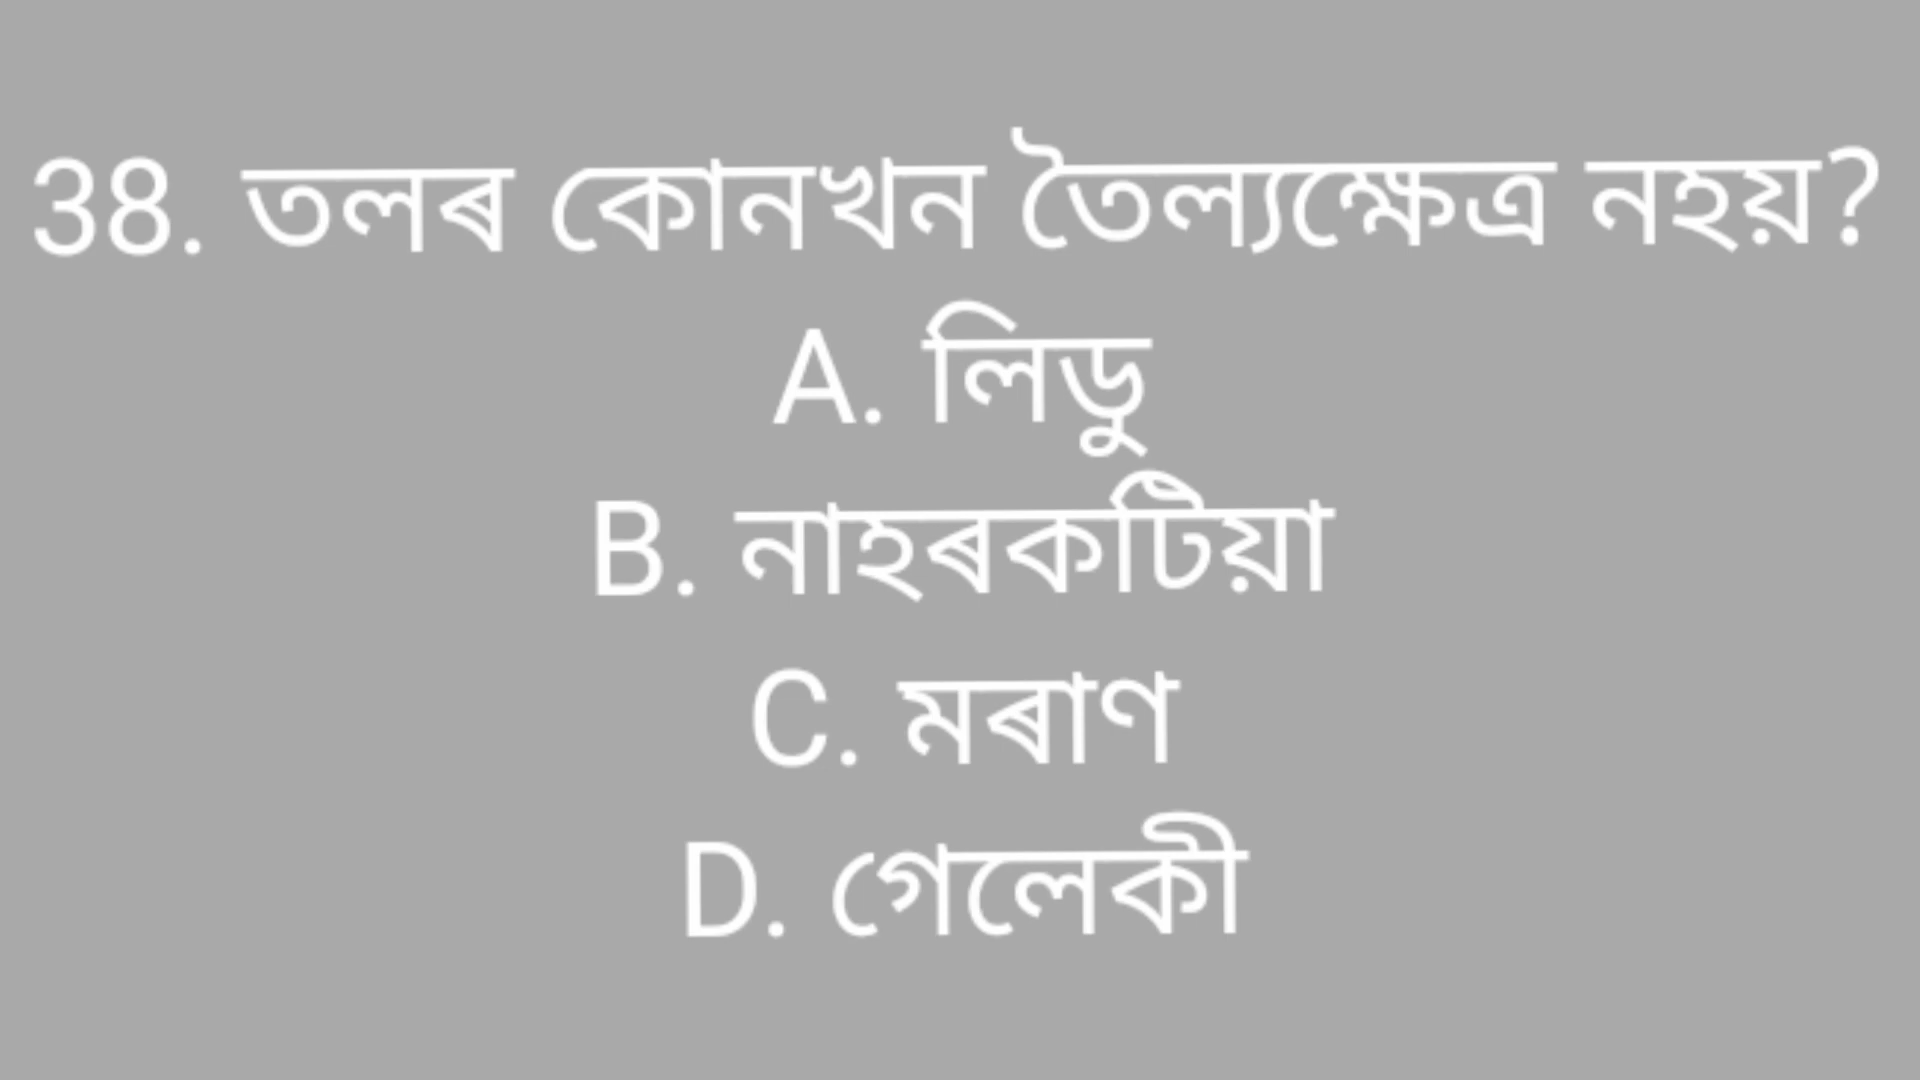 38. তলৰ কোনখন তৈল্যক্ষেত্ৰ নহয়?
A. লিডু
B. নাহৰকটিয়া
C. মৰাণ
D. গেলেকী